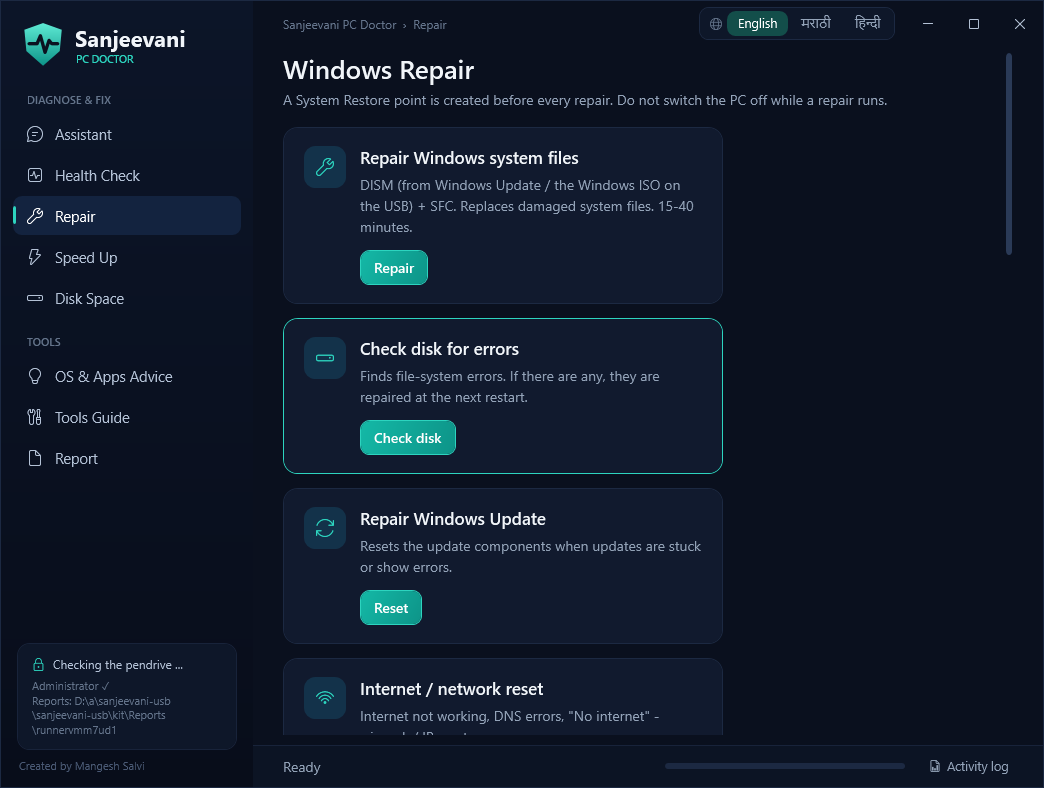 Sanjeevani
PC DOCTOR
DIAGNOSE & FIX
Assistant
Health Check
Repair
Speed Up
Disk Space
TOOLS
OS & Apps Advice
Tools Guide
Report
Checking the pendrive ...
Administrator ✓
Reports: D:\a\sanjeevani-usb
\sanjeevani-usb\kit\Reports
\runnervmm7ud1
Created by Mangesh Salvi
Sanjeevani PC Doctor › Repair
English मराठी हिन्दी
Windows Repair
A System Restore point is created before every repair. Do not switch the PC off while a repair runs.
Repair Windows system files
DISM (from Windows Update / the Windows ISO on
the USB) + SFC. Replaces damaged system files. 15-40
minutes.
Repair
Check disk for errors
Finds file-system errors. If there are any, they are
repaired at the next restart.
Check disk
Repair Windows Update
Resets the update components when updates are stuck
or show errors.
Reset
Internet / network reset
Internet not working, DNS errors, "No internet" -
Ready
Activity log